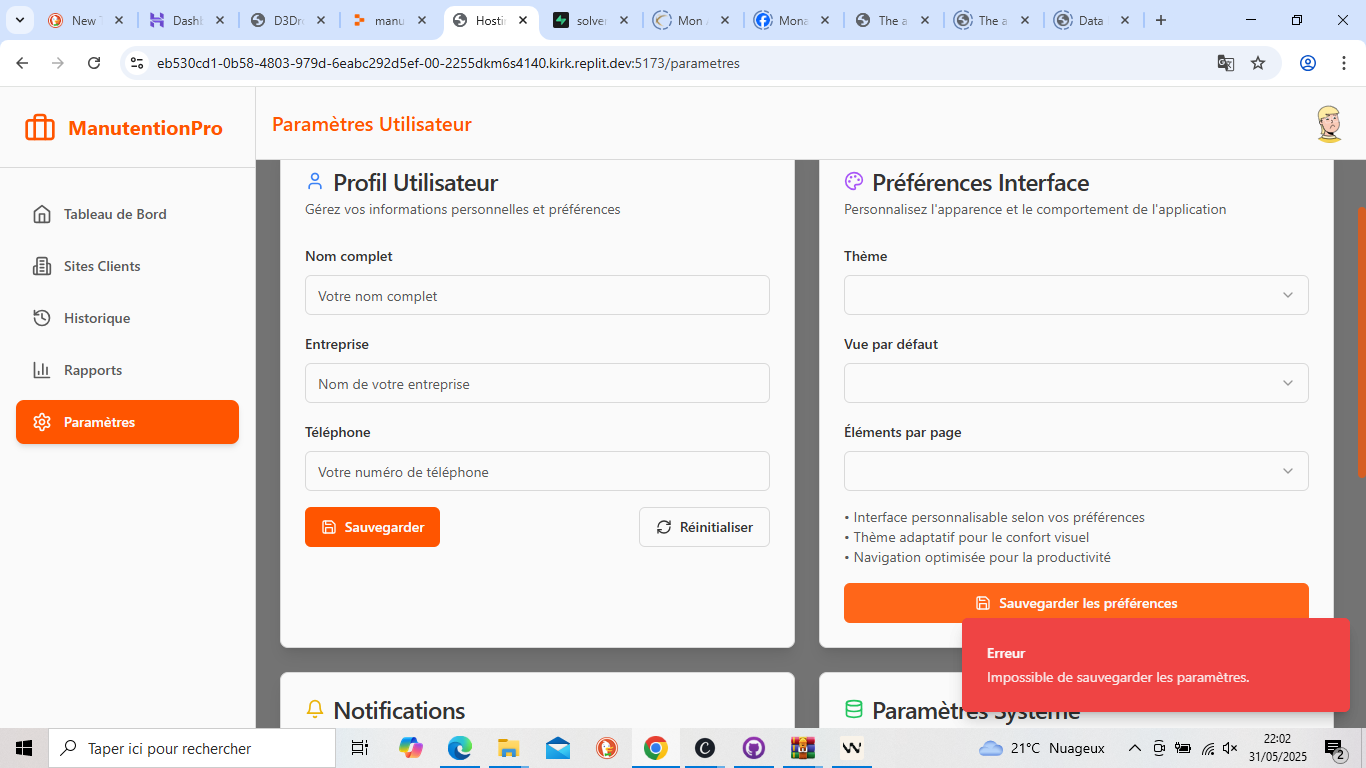 New T
Dashb
D3Dro
manu
Hostin
solver
Mon A
Mona
The a
The a
Data
eb530cd1-0b58-4803-979d-6eabc292d5ef-00-2255dkm6s4140.kirk.replit.dev:5173/parametres
ManutentionPro
Paramètres Utilisateur
Tableau de Bord
Sites Clients
Historique
Rapports
Paramètres
Profil Utilisateur
Gérez vos informations personnelles et préférences
Nom complet
Votre nom complet
Entreprise
Nom de votre entreprise
Téléphone
Votre numéro de téléphone
Sauvegarder
Réinitialiser
Préférences Interface
Personnalisez l'apparence et le comportement de l'application
Thème
Vue par défaut
Éléments par page
• Interface personnalisable selon vos préférences
• Thème adaptatif pour le confort visuel
• Navigation optimisée pour la productivité
Sauvegarder les préférences
Erreur
Impossible de sauvegarder les paramètres.
Notifications
Paramètres Système
Taper ici pour rechercher
21°C Nuageux
22:02
31/05/2025
2